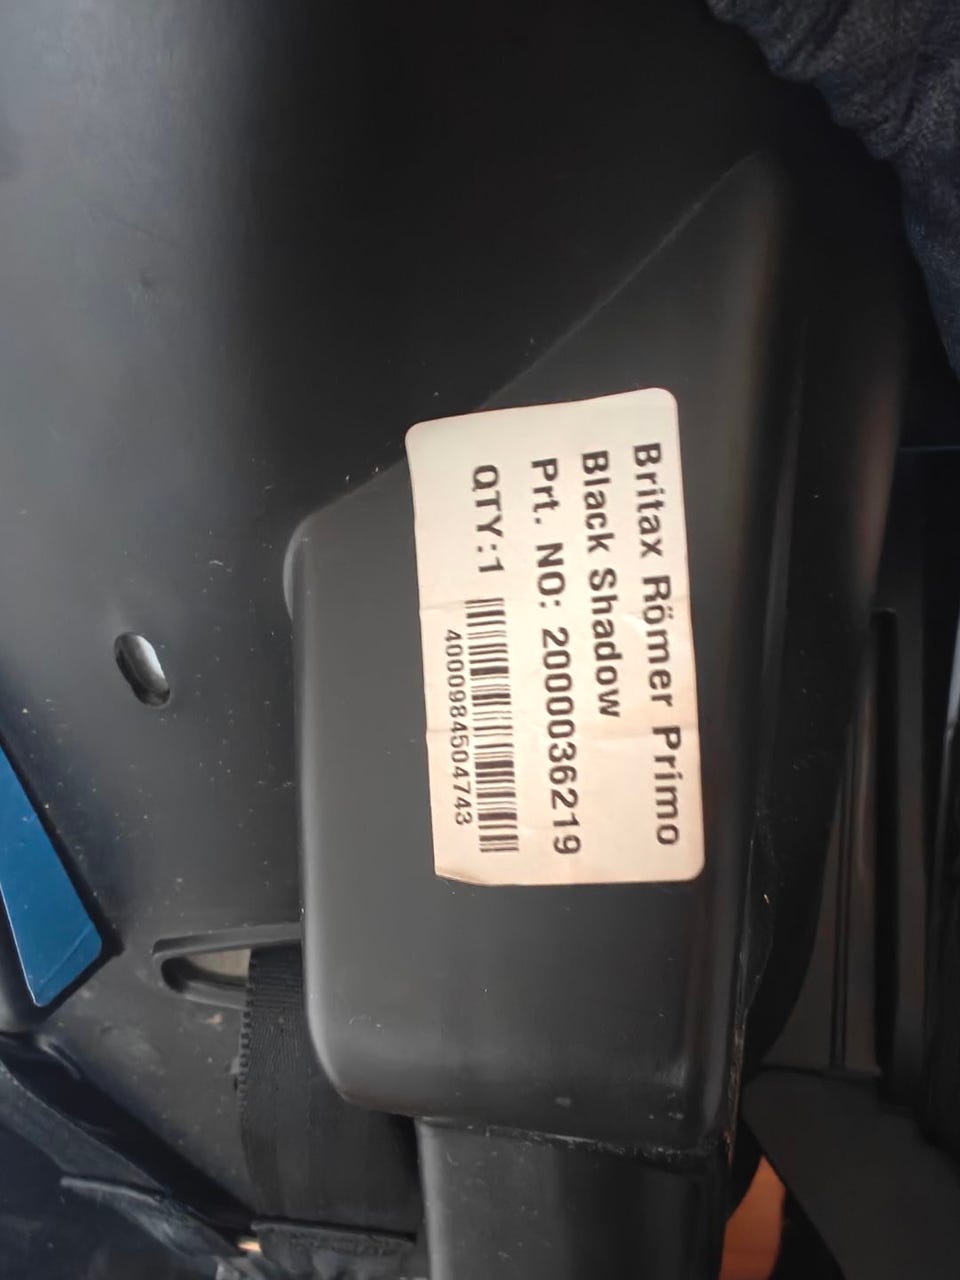 Britax Römer Primo
Black Shadow
Prt. NO: 2000036219
QTY:1
4000984504743